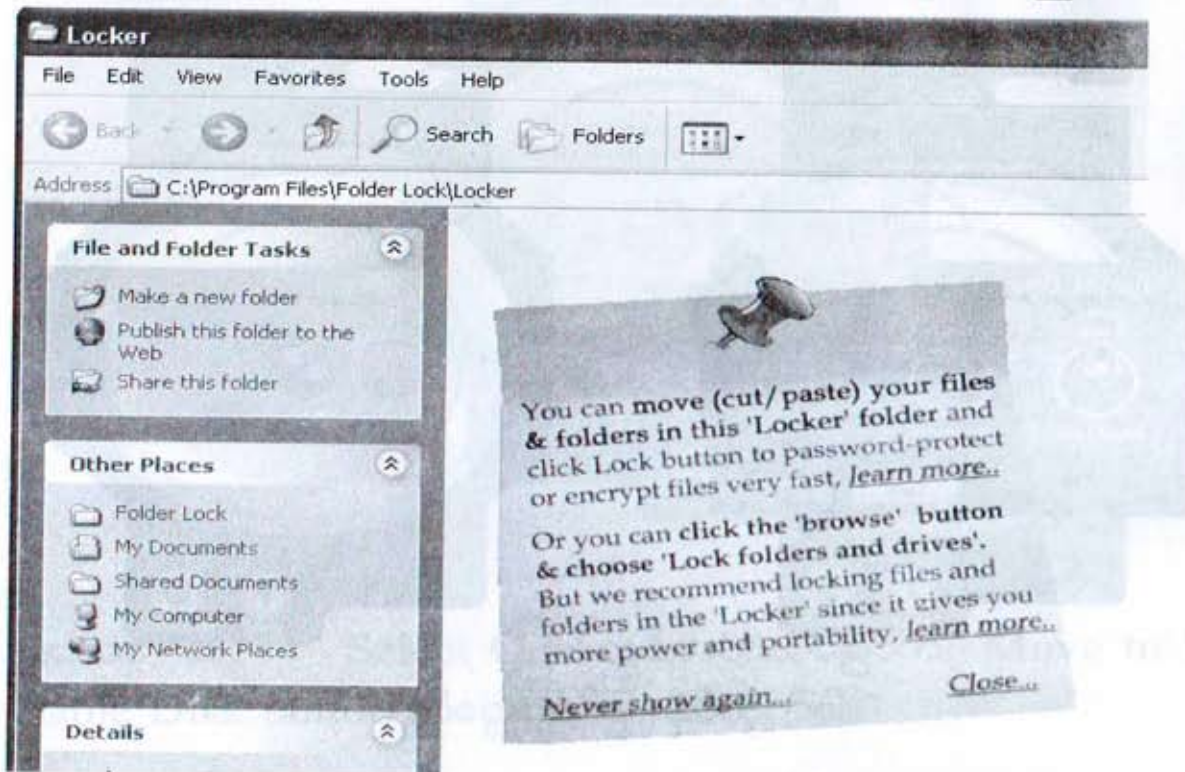 Locker
File Edit View Favorites Tools Help
Back Search Folders
Address C:\Program Files\Folder Lock\Locker
File and Folder Tasks
Make a new folder
Publish this folder to the
Web
Share this folder
Other Places
Folder Lock
My Documents
Shared Documents
My Computer
My Network Places
Details
You can move (cut/paste) your files
& folders in this 'Locker' folder and
click Lock button to password-protect
or encrypt files very fast, learn more..
Or you can click the 'browse' button
& choose 'Lock folders and drives'.
But we recommend locking files and
folders in the 'Locker' since it gives you
more power and portability, learn more..
Never show again... Close...